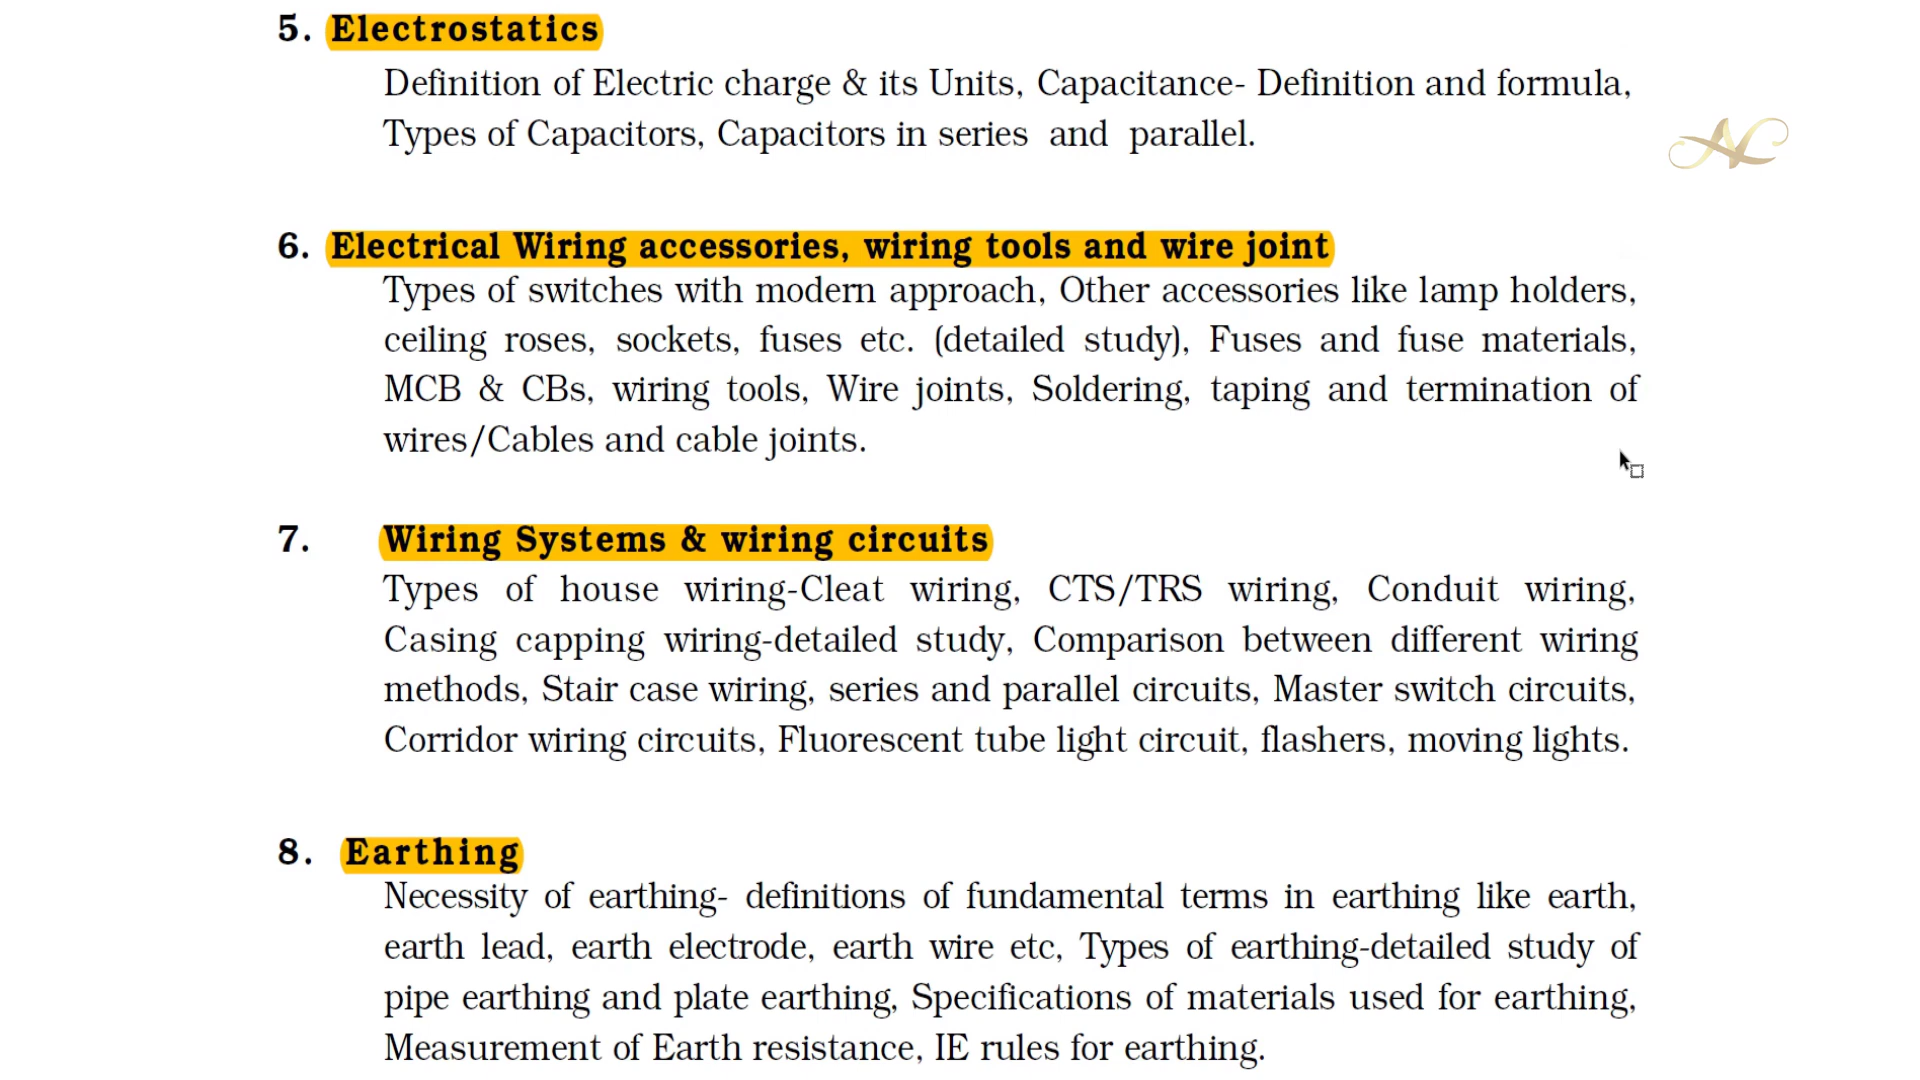 5. Electrostatics
Definition of Electric charge & its Units, Capacitance- Definition and formula,
Types of Capacitors, Capacitors in series and parallel.
6. Electrical Wiring accessories, wiring tools and wire joint
Types of switches with modern approach, Other accessories like lamp holders,
ceiling roses, sockets, fuses etc. (detailed study), Fuses and fuse materials,
MCB & CBs, wiring tools, Wire joints, Soldering, taping and termination of
wires/Cables and cable joints.
7. Wiring Systems & wiring circuits
Types of house wiring-Cleat wiring, CTS/TRS wiring, Conduit wiring,
Casing capping wiring-detailed study, Comparison between different wiring
methods, Stair case wiring, series and parallel circuits, Master switch circuits,
Corridor wiring circuits, Fluorescent tube light circuit, flashers, moving lights.
8. Earthing
Necessity of earthing- definitions of fundamental terms in earthing like earth,
earth lead, earth electrode, earth wire etc, Types of earthing-detailed study of
pipe earthing and plate earthing, Specifications of materials used for earthing,
Measurement of Earth resistance, IE rules for earthing.